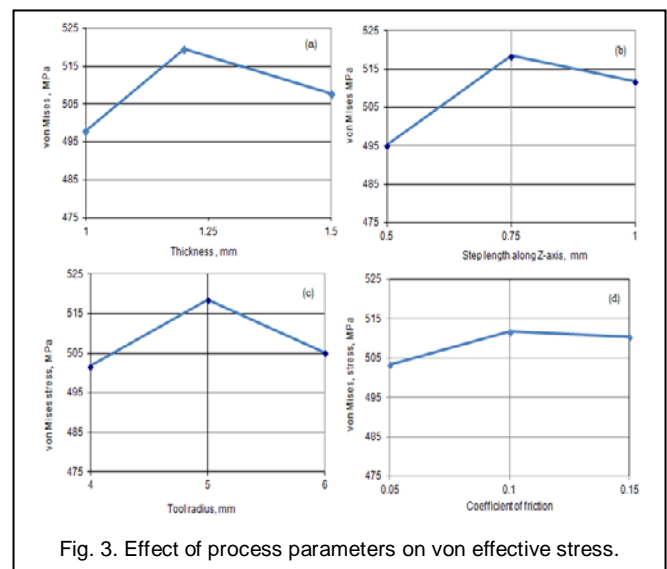 525
515
505
495
485
475
von Mises, MPa
(a)
1
1.25
1.5
Thickness, mm
525
515
505
495
485
475
von Mises MPa
(b)
0.5
0.75
1
Step length along Z-axis, mm
525
515
505
495
485
475
von Mises stress, MPa
(c)
4
5
6
Tool radius, mm
525
515
505
495
485
475
von Mises, stress, MPa
(d)
0.05
0.1
0.15
Coefficient of friction
Fig. 3. Effect of process parameters on von effective stress.